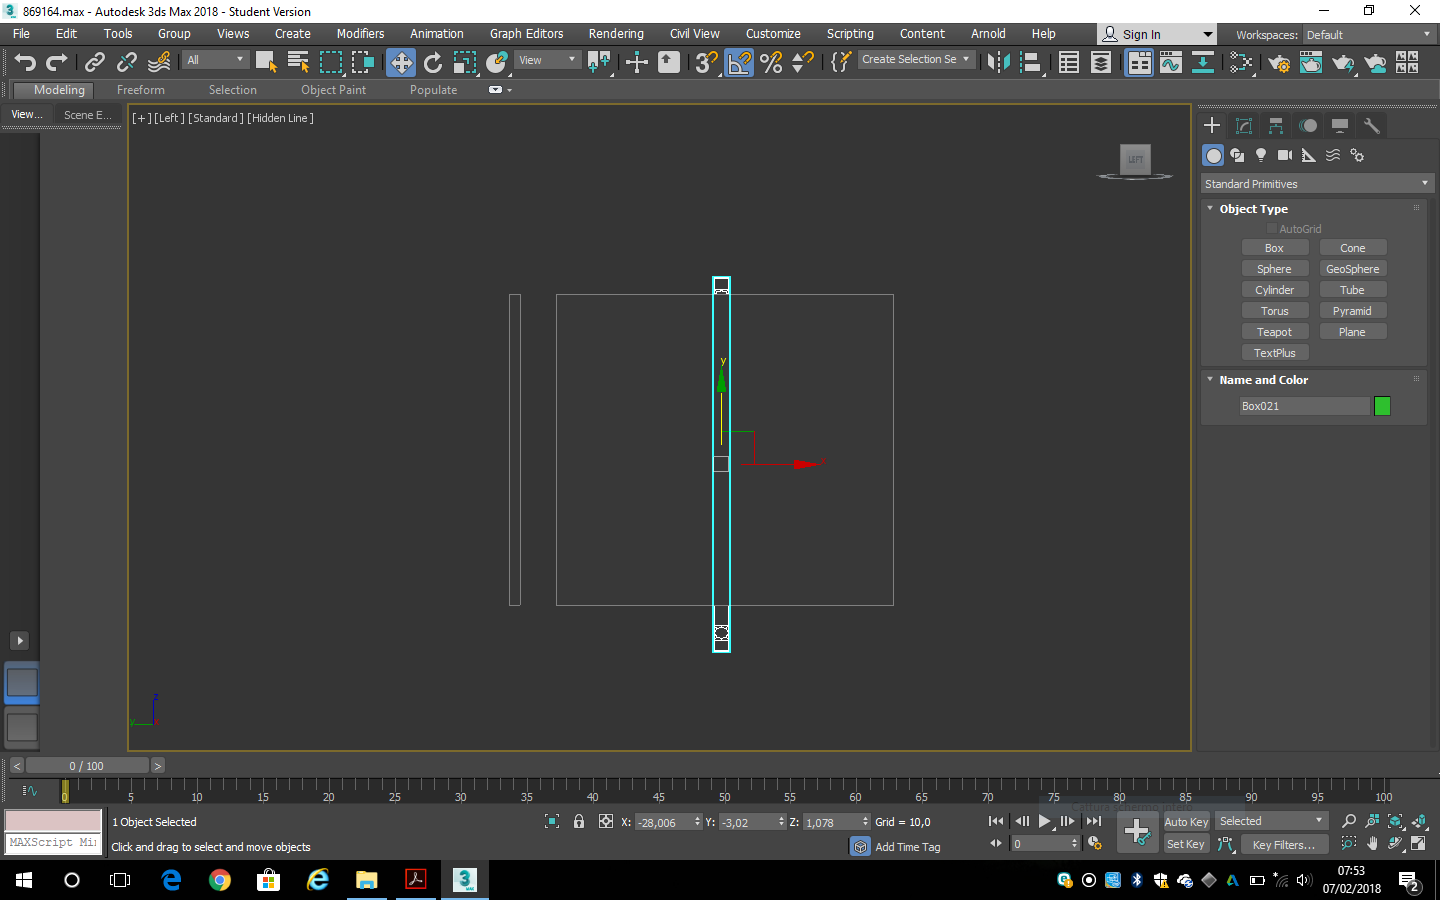 869164.max - Autodesk 3ds Max 2018 - Student Version
File Edit Tools Group Views Create Modifiers Animation Graph Editors Rendering Civil View Customize Scripting Content Arnold Help Sign In Workspaces: Default
All View Create Selection Se
Modeling Freeform Selection Object Paint Populate
View... Scene E...
[+] [Left] [Standard] [Hidden Line]
LEFT
Standard Primitives
Object Type
AutoGrid
Box Cone
Sphere GeoSphere
Cylinder Tube
Torus Pyramid
Teapot Plane
TextPlus
Name and Color
Box021
y
x
z
y
< 0 / 100 >
0 5 10 15 20 25 30 35 40 45 50 55 60 65 70 75 80 85 90 95 100
1 Object Selected X: -28,006 Y: -3,02 Z: 1,078 Grid = 10,0 Auto Key Selected
MAXScript Mi
Click and drag to select and move objects Add Time Tag 0 Set Key Key Filters...
07:53
07/02/2018
2